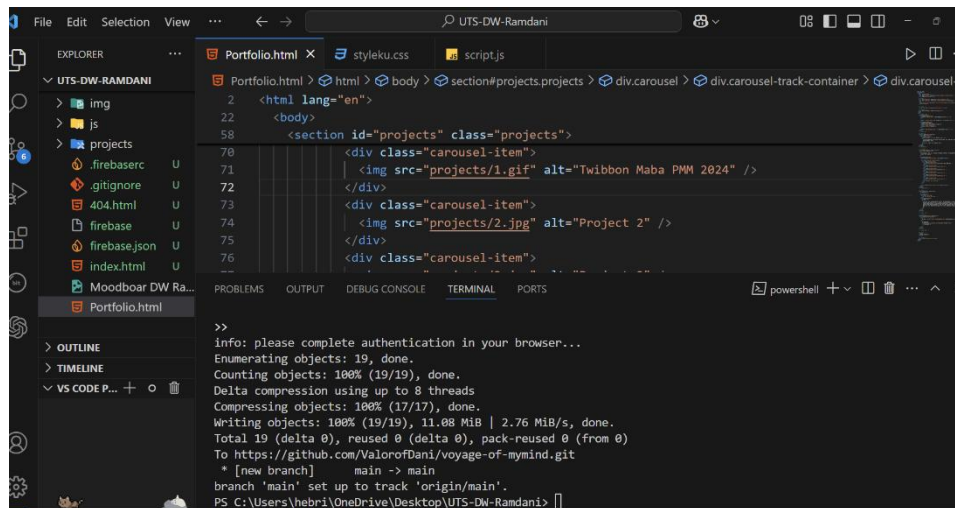 File Edit Selection View ... UTS-DW-Ramdani
EXPLORER ...
UTS-DW-RAMDANI
img
js
projects
.firebaserc U
.gitignore U
404.html U
firebase U
firebase.json U
index.html U
Moodboar DW Ra...
Portfolio.html
OUTLINE
TIMELINE
VS CODE P...
6
Portfolio.html styleku.css script.js
Portfolio.html > html > body > section#projects.projects > div.carousel > div.carousel-track-container > div.carousel-
2 <html lang="en">
22 <body>
58 <section id="projects" class="projects">
70 <div class="carousel-item">
71 <img src="projects/1.gif" alt="Twibbon Maba PMM 2024" />
72 </div>
73 <div class="carousel-item">
74 <img src="projects/2.jpg" alt="Project 2" />
75 </div>
76 <div class="carousel-item">
PROBLEMS OUTPUT DEBUG CONSOLE TERMINAL PORTS powershell
>>
info: please complete authentication in your browser...
Enumerating objects: 19, done.
Counting objects: 100% (19/19), done.
Delta compression using up to 8 threads
Compressing objects: 100% (17/17), done.
Writing objects: 100% (19/19), 11.08 MiB | 2.76 MiB/s, done.
Total 19 (delta 0), reused 0 (delta 0), pack-reused 0 (from 0)
To https://github.com/ValorofDani/voyage-of-mymind.git
* [new branch] main -> main
branch 'main' set up to track 'origin/main'.
PS C:\Users\hebri\OneDrive\Desktop\UTS-DW-Ramdani>